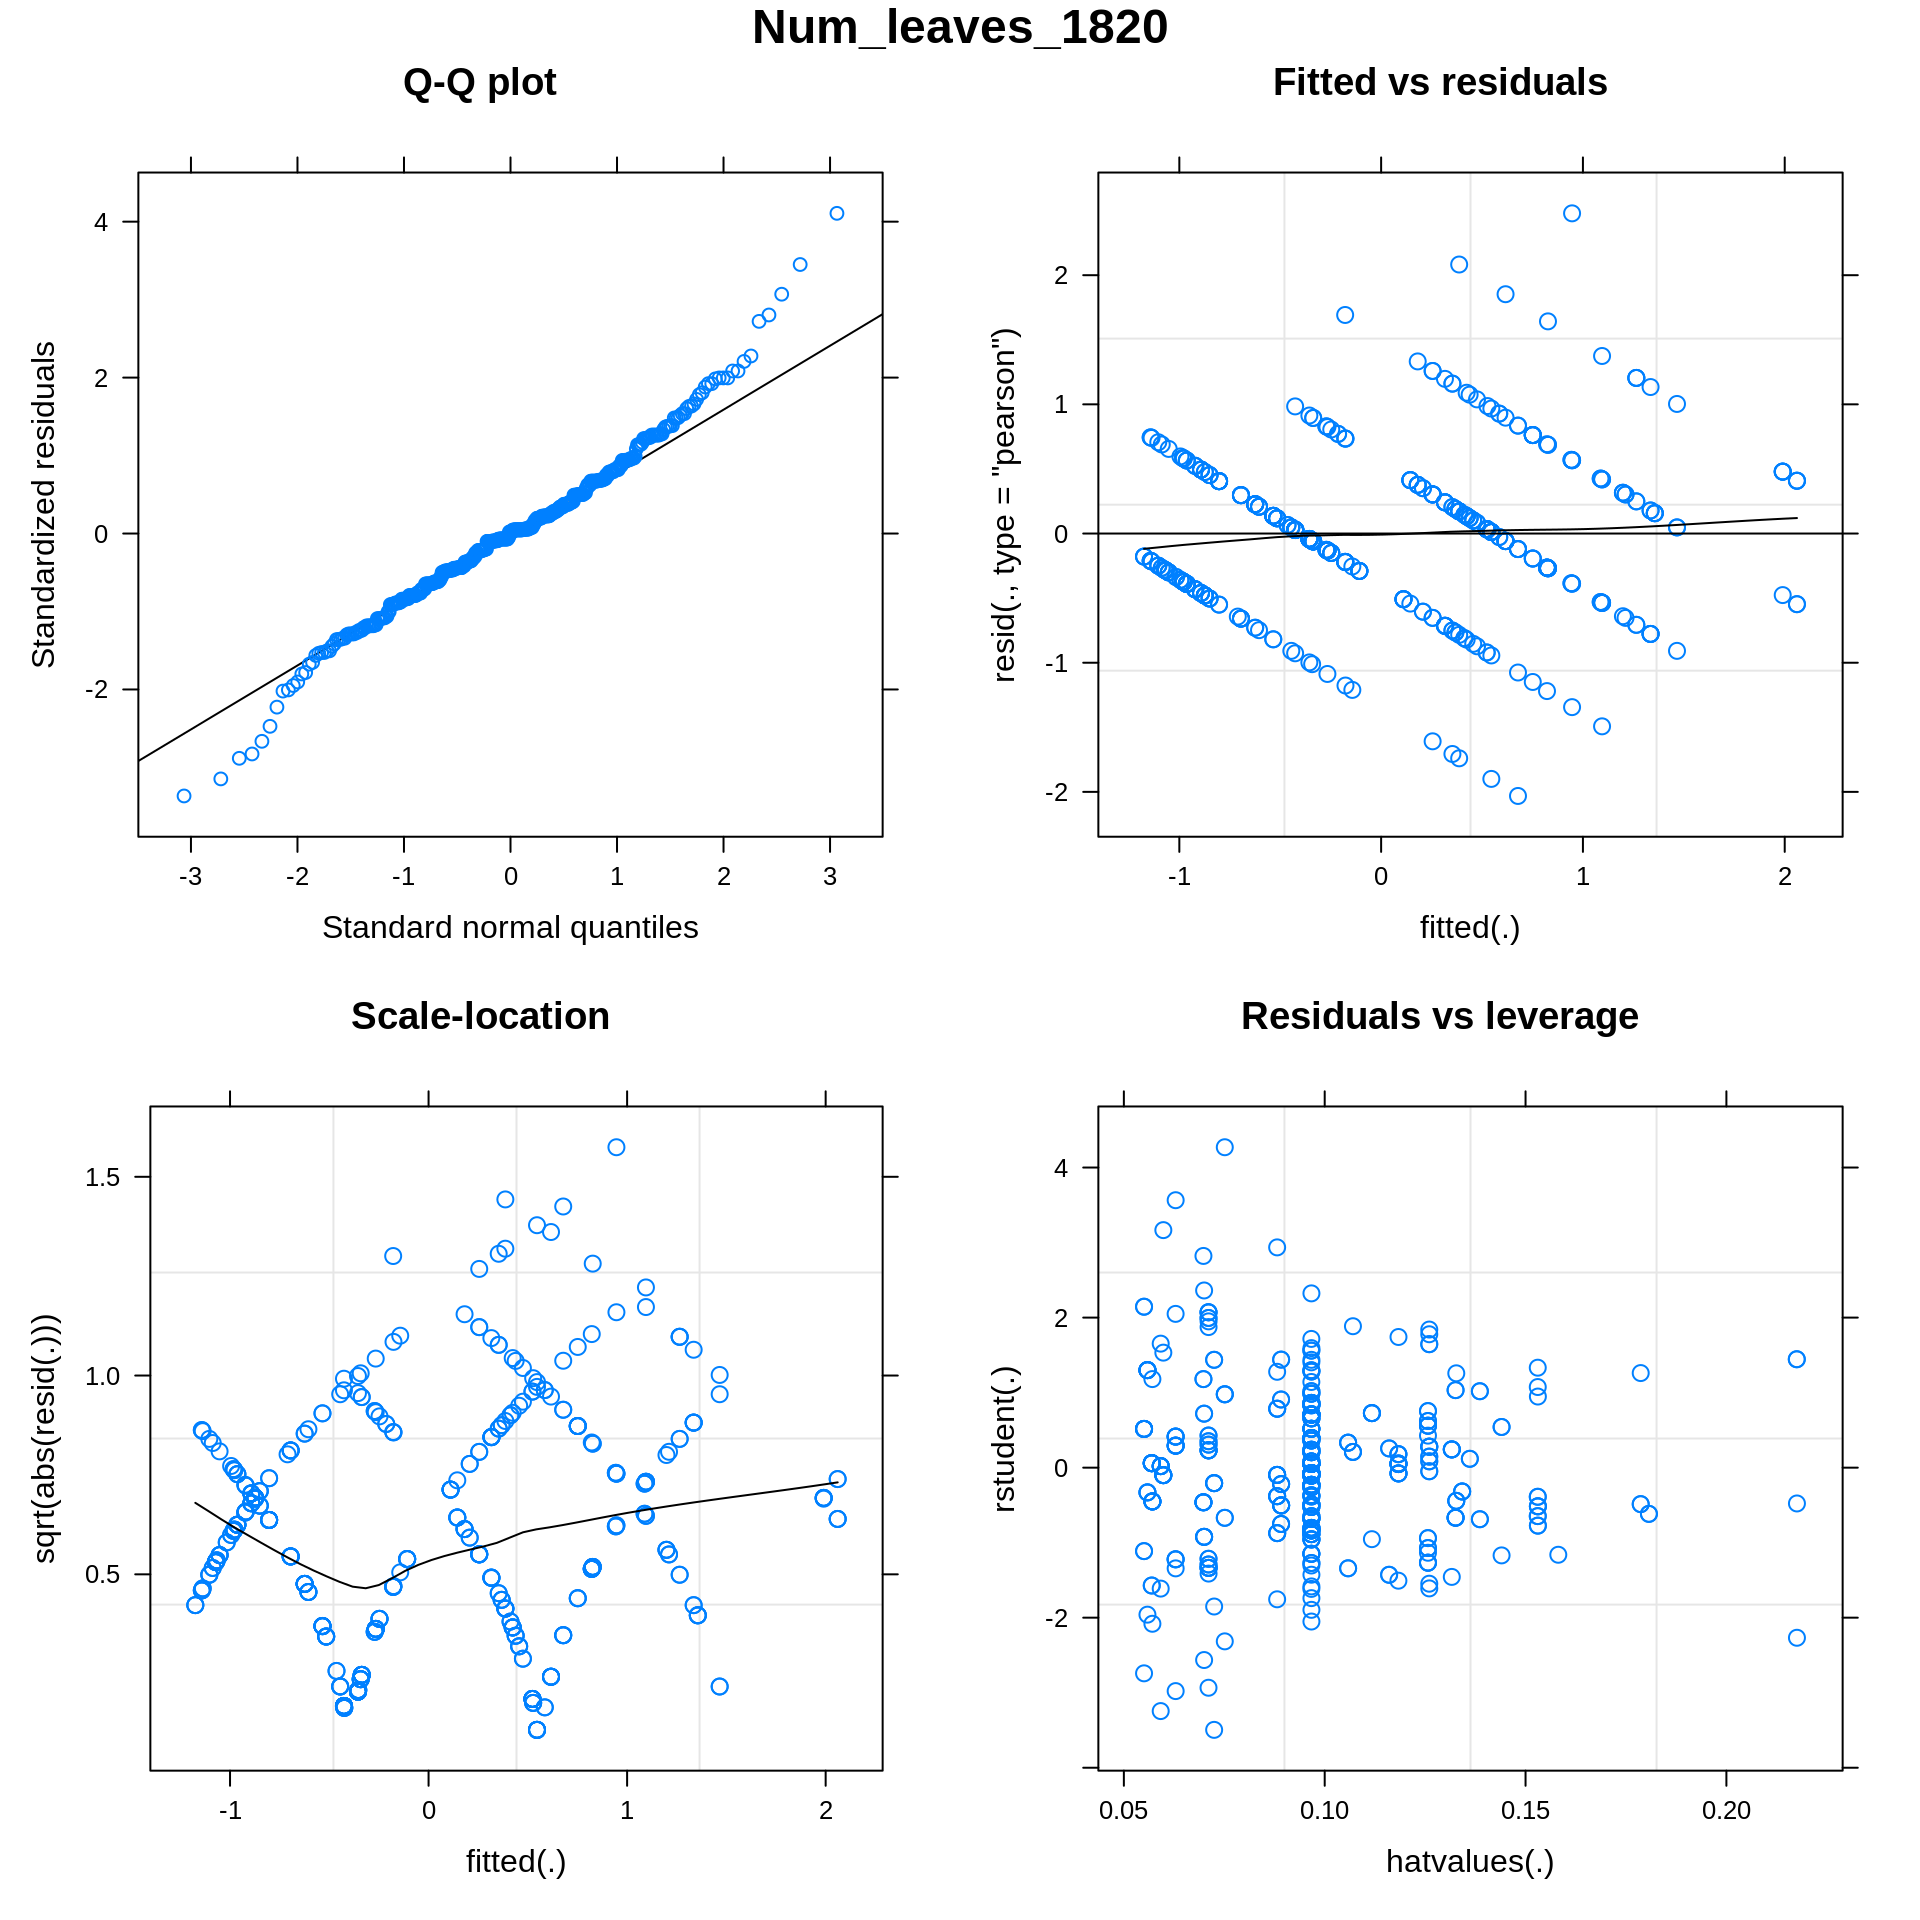 Num_leaves_1820
Q-Q plot
4
2
0
-2
-3 -2 -1 0 1 2 3
Standardized residuals
Standard normal quantiles
Fitted vs residuals
2
1
0
-1
-2
-1 0 1 2
resid(., type = "pearson")
fitted(.)
Scale-location
1.5
1.0
0.5
-1 0 1 2
sqrt(abs(resid(.)))
fitted(.)
Residuals vs leverage
4
2
0
-2
0.05 0.10 0.15 0.20
rstudent(.)
hatvalues(.)